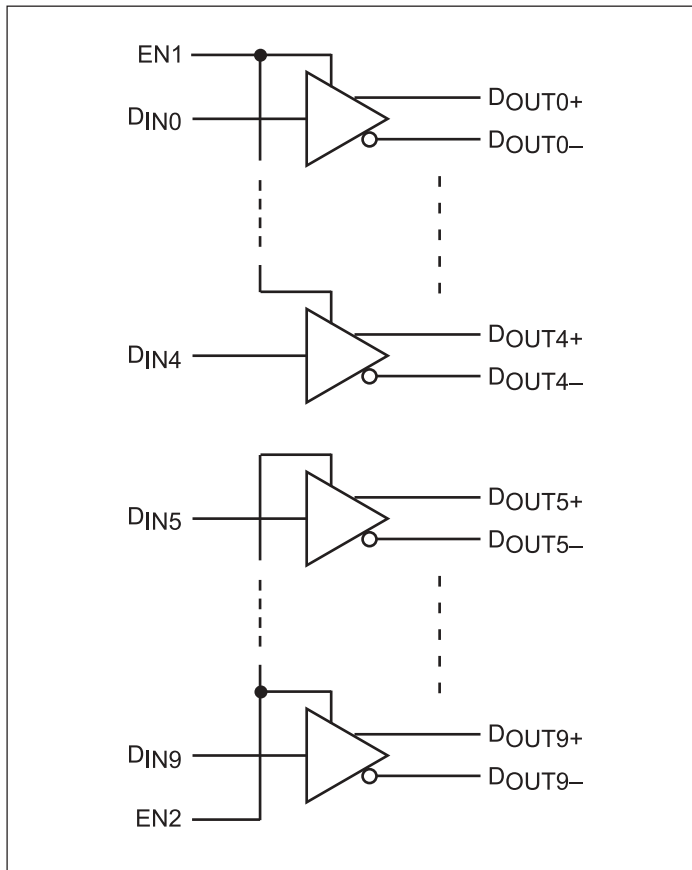 EN1
DIN0
DOUT0+
DOUT0–
DIN4
DOUT4+
DOUT4–
DIN5
DOUT5+
DOUT5–
DIN9
DOUT9+
DOUT9–
EN2